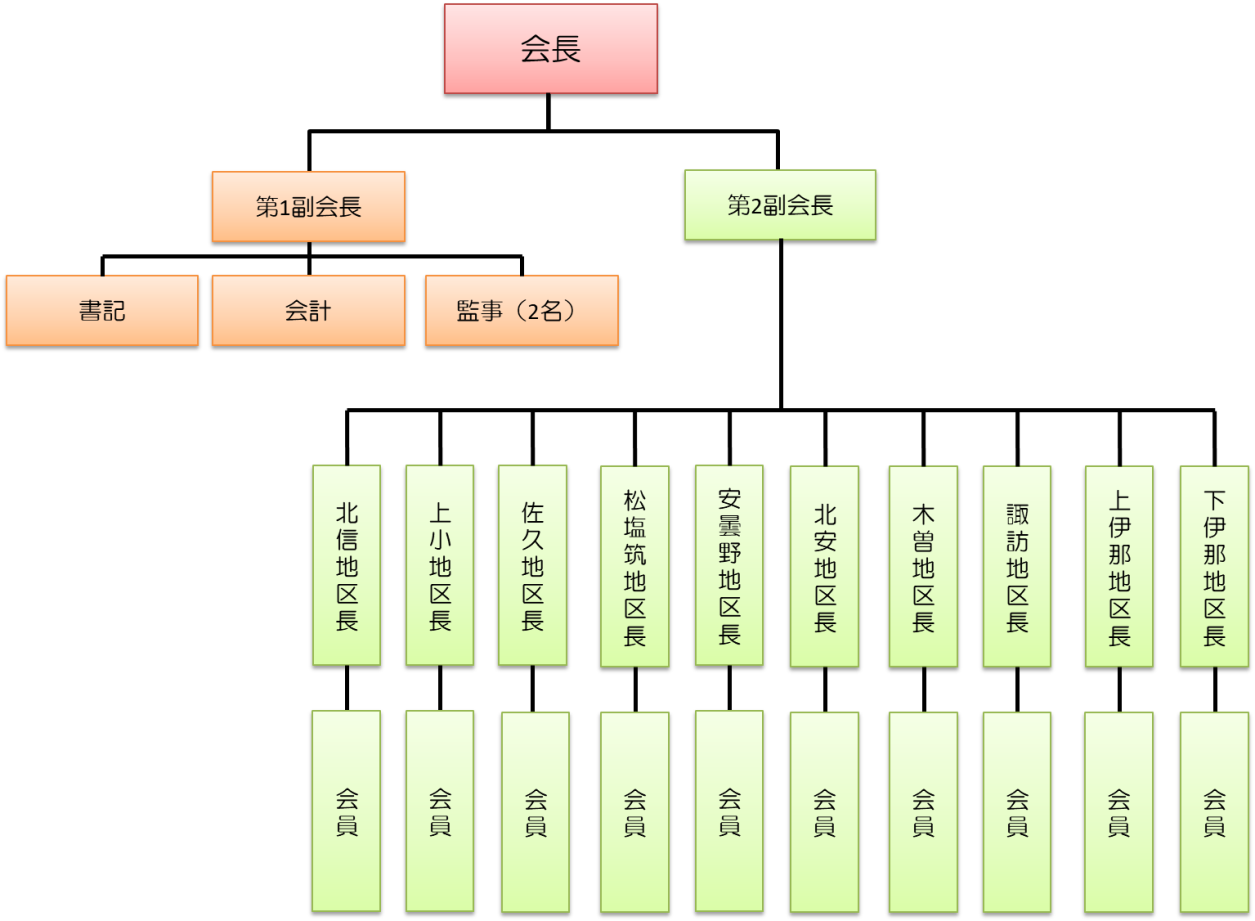 会長
第1副会長
第2副会長
書記
会計
監事（2名）
北信地区長
上小地区長
佐久地区長
松塩筑地区長
安曇野地区長
北安地区長
木曽地区長
諏訪地区長
上伊那地区長
下伊那地区長
会員
会員
会員
会員
会員
会員
会員
会員
会員
会員